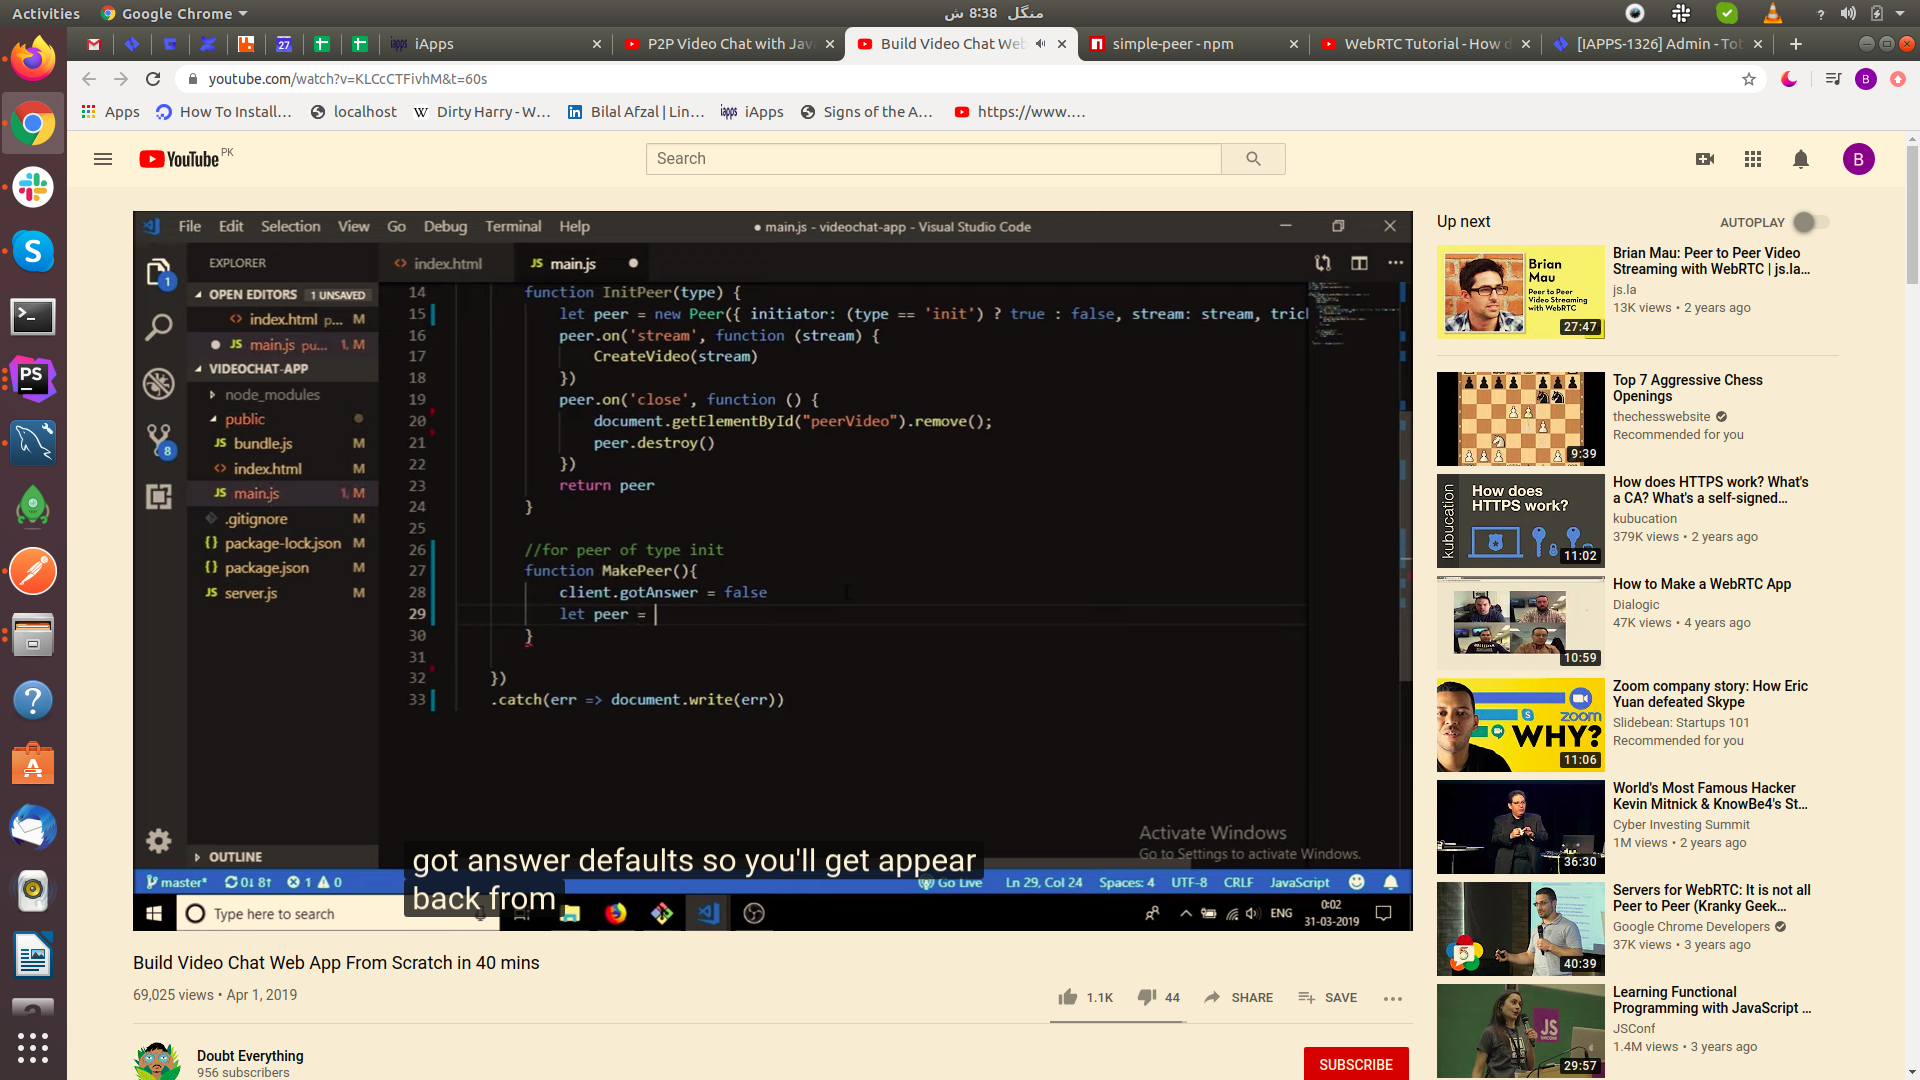 Activities
Google Chrome
منگل 8:38 ش
27
iApps
P2P Video Chat with Jav
Build Video Chat Web
simple-peer - npm
WebRTC Tutorial - How d
[IAPPS-1326] Admin - Tot
youtube.com/watch?v=KLCcCTFivhM&t=60s
B
Apps
How To Install...
localhost
Dirty Harry - W...
Bilal Afzal | Lin...
iApps
Signs of the A...
https://www....
YouTube PK
Search
B
File Edit Selection View Go Debug Terminal Help
● main.js - videochat-app - Visual Studio Code
EXPLORER
index.html
JS main.js
OPEN EDITORS 1 UNSAVED
index.html p... M
JS main.js pu... 1, M
VIDEOCHAT-APP
node_modules
public
JS bundle.js M
index.html M
JS main.js 1, M
.gitignore M
{} package-lock.json M
{} package.json M
JS server.js M
OUTLINE
1
8
14 function InitPeer(type) {
15 let peer = new Peer({ initiator: (type == 'init') ? true : false, stream: stream, tric
16 peer.on('stream', function (stream) {
17 CreateVideo(stream)
18 })
19 peer.on('close', function () {
20 document.getElementById("peerVideo").remove();
21 peer.destroy()
22 })
23 return peer
24 }
25
26 //for peer of type init
27 function MakePeer(){
28 client.gotAnswer = false
29 let peer =
30 }
31
32 })
33 .catch(err => document.write(err))
Activate Windows
Go to Settings to activate Windows.
got answer defaults so you'll get appear
back from
master* 0↓ 8↑ 1 0
Go Live Ln 29, Col 24 Spaces: 4 UTF-8 CRLF JavaScript
Type here to search
ENG
0:02
31-03-2019
Build Video Chat Web App From Scratch in 40 mins
69,025 views • Apr 1, 2019
1.1K
44
SHARE
SAVE
Doubt Everything
956 subscribers
SUBSCRIBE
Up next
AUTOPLAY
Brian
Mau
Peer to Peer
Video Streaming
with WebRTC
27:47
Brian Mau: Peer to Peer Video
Streaming with WebRTC | js.la...
js.la
13K views • 2 years ago
9:39
Top 7 Aggressive Chess
Openings
thechesswebsite
Recommended for you
kubucation
How does
HTTPS work?
11:02
How does HTTPS work? What's
a CA? What's a self-signed...
kubucation
379K views • 2 years ago
10:59
How to Make a WebRTC App
Dialogic
47K views • 4 years ago
zoom
WHY?
11:06
Zoom company story: How Eric
Yuan defeated Skype
Slidebean: Startups 101
Recommended for you
36:30
World's Most Famous Hacker
Kevin Mitnick & KnowBe4's St...
Cyber Investing Summit
1M views • 2 years ago
40:39
Servers for WebRTC: It is not all
Peer to Peer (Kranky Geek...
Google Chrome Developers
37K views • 3 years ago
JS
29:57
Learning Functional
Programming with JavaScript ...
JSConf
1.4M views • 3 years ago